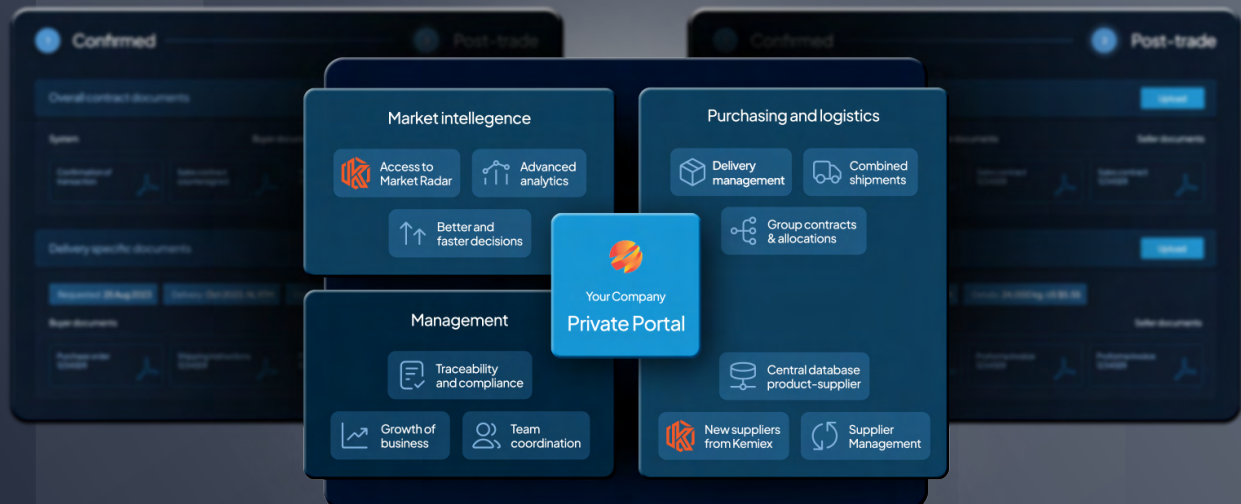 Confirmed
Post-trade
Confirmed
Post-trade
Overall contract documents
System
Delivery specific documents
Buyer documents
Market intellegence
Access to
Market Radar
Advanced
analytics
Better and
faster decisions
Management
Traceability
and compliance
Growth of
business
Team
coordination
Your Company
Private Portal
Purchasing and logistics
Delivery
management
Combined
shipments
Group contracts
& allocations
Central database
product-supplier
New suppliers
from Kemiex
Supplier
Management
Upload
Seller documents
Upload
Seller documents